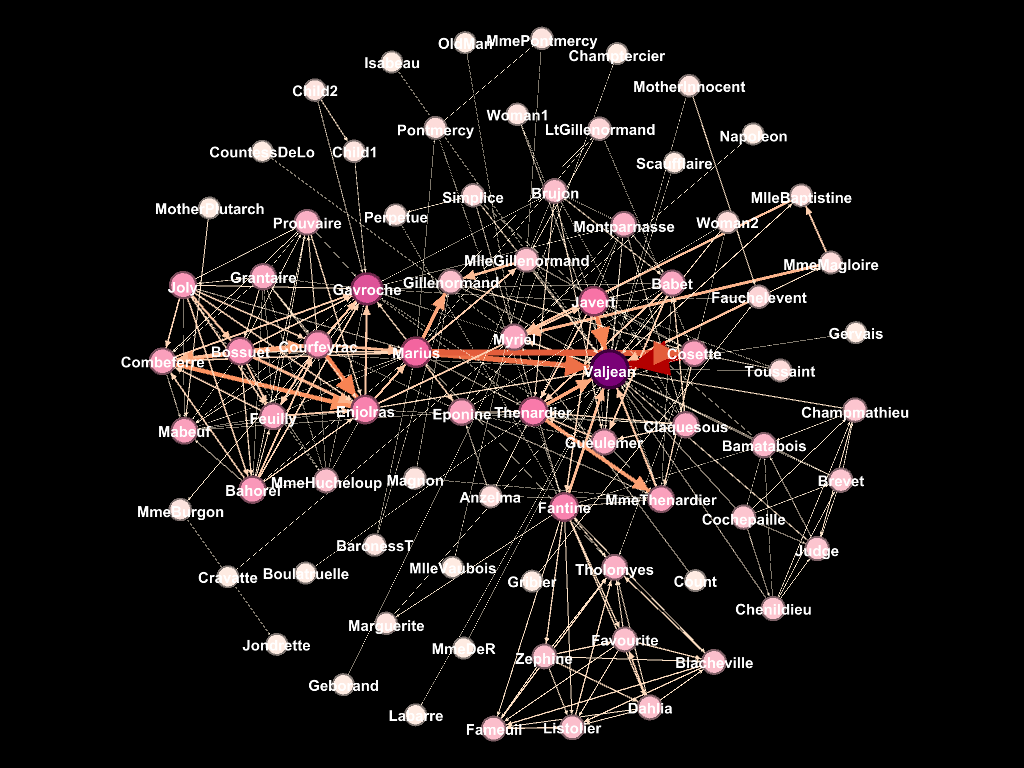 OldMan
MmePontmercy
Champtercier
Isabeau
Child2
MotherInnocent
Woman1
Pontmercy
LtGillenormand
Napoleon
CountessDeLo
Child1
Scaufflaire
Simplice
Brujon
MlleBaptistine
MotherPlutarch
Perpetue
Prouvaire
Montparnasse
Woman2
MlleGillenormand
MmeMagloire
Grantaire
Gillenormand
Joly
Gavroche
Babet
Fauchelevent
Javert
Gervais
Myriel
Courfeyrac
Bossuet
Marius
Cosette
Combeferre
Valjean
Toussaint
Enjolras
Eponine
Thenardier
Champmathieu
Feuilly
Claquesous
Mabeuf
Gueulemer
Bamatabois
Magnon
Brevet
MmeHucheloup
Bahorel
Anzelma
MmeThenardier
MmeBurgon
Fantine
Cochepaille
BaronessT
Judge
MlleVaubois
Tholomyes
Cravatte
Boulatruelle
Gribier
Count
Chenildieu
Marguerite
Favourite
Jondrette
MmeDeR
Zephine
Blacheville
Geborand
Dahlia
Labarre
Fameuil
Listolier